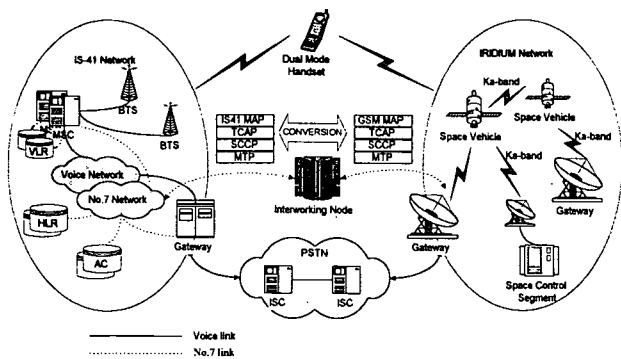 IS-41 Network
Dual Mode
Handset
IRIDIUM Network
BTS
BTS
MSC
VLR
Voice Network
No.7 Network
HLR
AC
Gateway
IS41 MAP
TCAP
SCCP
MTP
CONVERSION
GSM MAP
TCAP
SCCP
MTP
Interworking Node
PSTN
ISC
ISC
Gateway
Ka-band
Space Vehicle
Space Vehicle
Ka-band
Ka-band
Gateway
Space Control
Segment
Voice link
No.7 link